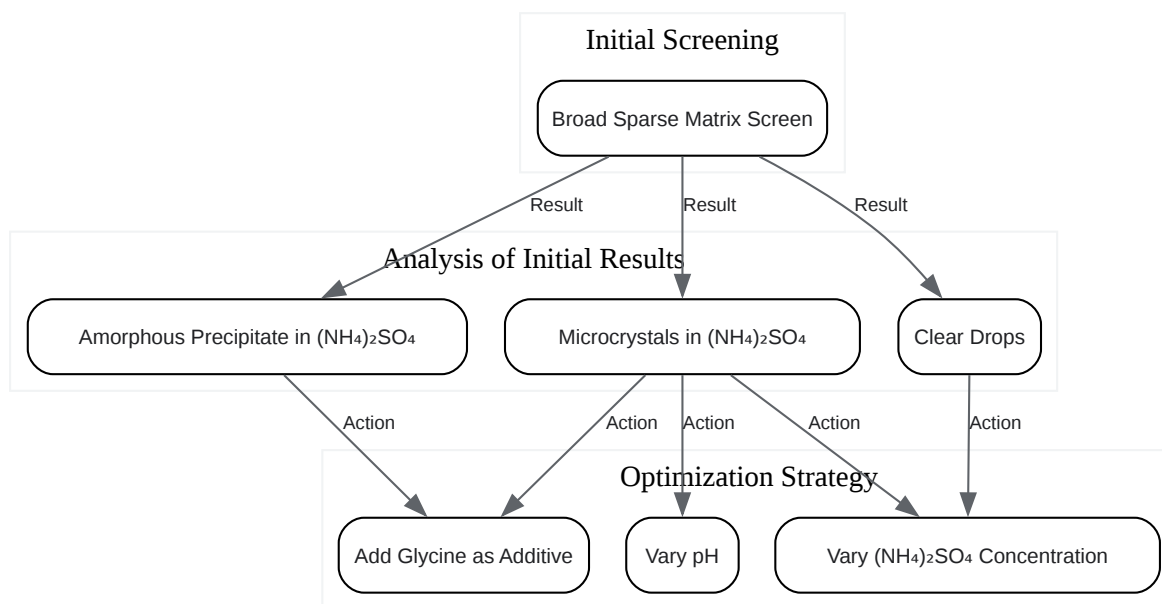 Initial Screening
Broad Sparse Matrix Screen
Result
Result
Result
Analysis of Initial Results
Amorphous Precipitate in (NH₄)₂SO₄
Microcrystals in (NH₄)₂SO₄
Clear Drops
Action
Action
Action
Action
Action
Optimization Strategy
Add Glycine as Additive
Vary pH
Vary (NH₄)₂SO₄ Concentration